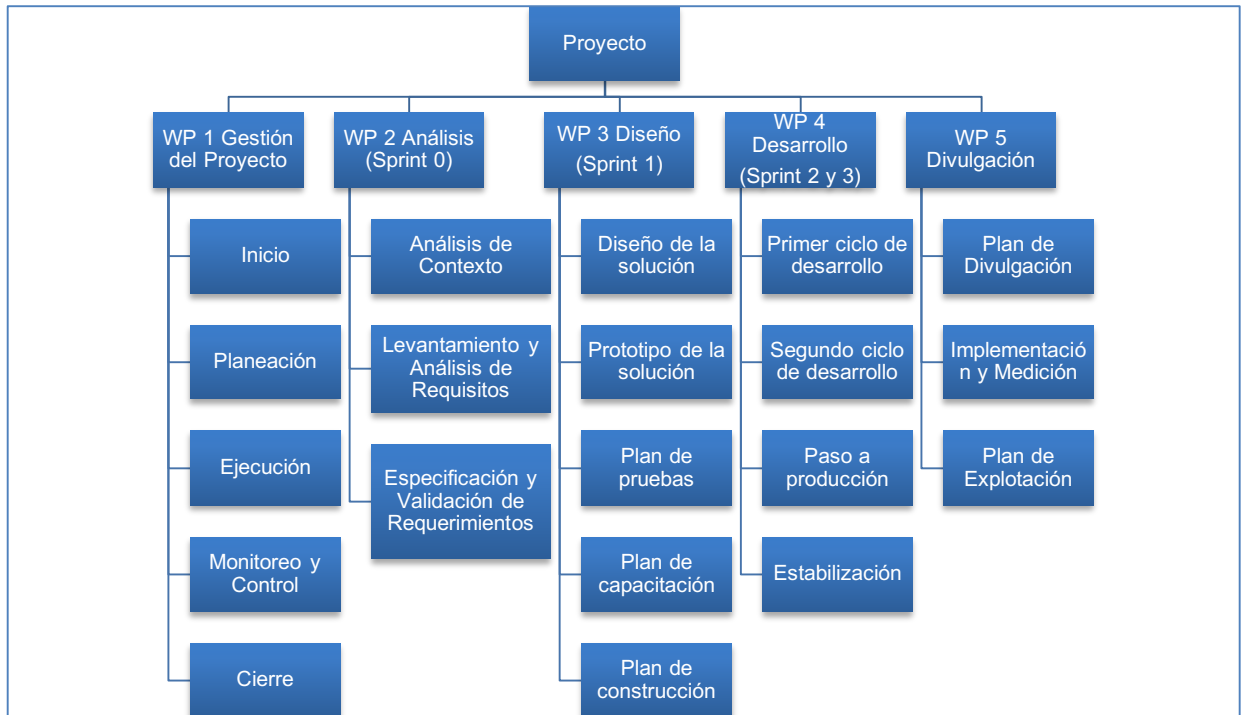 Proyecto
WP 1 Gestión
del Proyecto
Inicio
Planeación
Ejecución
Monitoreo y
Control
Cierre
WP 2 Análisis
(Sprint 0)
Análisis de
Contexto
Levantamiento y
Análisis de
Requisitos
Especificación y
Validación de
Requerimientos
WP 3 Diseño
(Sprint 1)
Diseño de la
solución
Prototipo de la
solución
Plan de
pruebas
Plan de
capacitación
Plan de
construcción
WP 4
Desarrollo
(Sprint 2 y 3)
Primer ciclo de
desarrollo
Segundo ciclo
de desarrollo
Paso a
producción
Estabilización
WP 5
Divulgación
Plan de
Divulgación
Implementació
n y Medición
Plan de
Explotación